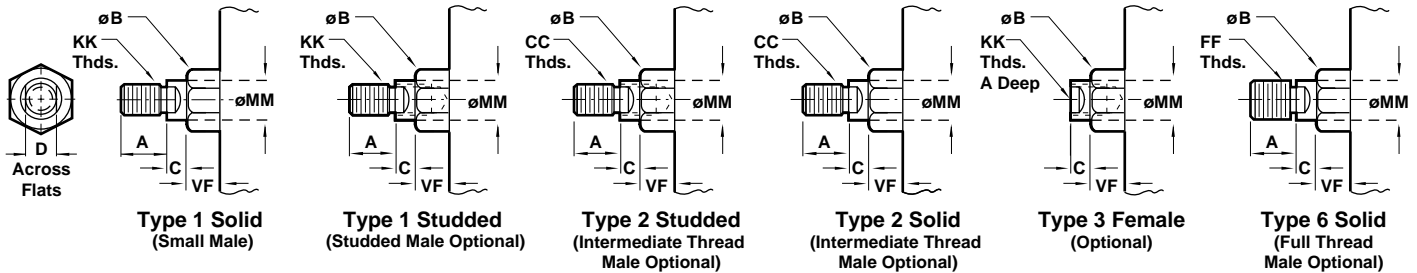 D
Across
Flats
øB
KK
Thds.
øMM
A
C
VF
Type 1 Solid
(Small Male)
øB
KK
Thds.
øMM
A
C
VF
Type 1 Studded
(Studded Male Optional)
øB
CC
Thds.
øMM
A
C
VF
Type 2 Studded
(Intermediate Thread
Male Optional)
øB
CC
Thds.
øMM
A
C
VF
Type 2 Solid
(Intermediate Thread
Male Optional)
øB
KK
Thds.
A Deep
øMM
C
VF
Type 3 Female
(Optional)
øB
FF
Thds.
øMM
A
C
VF
Type 6 Solid
(Full Thread
Male Optional)